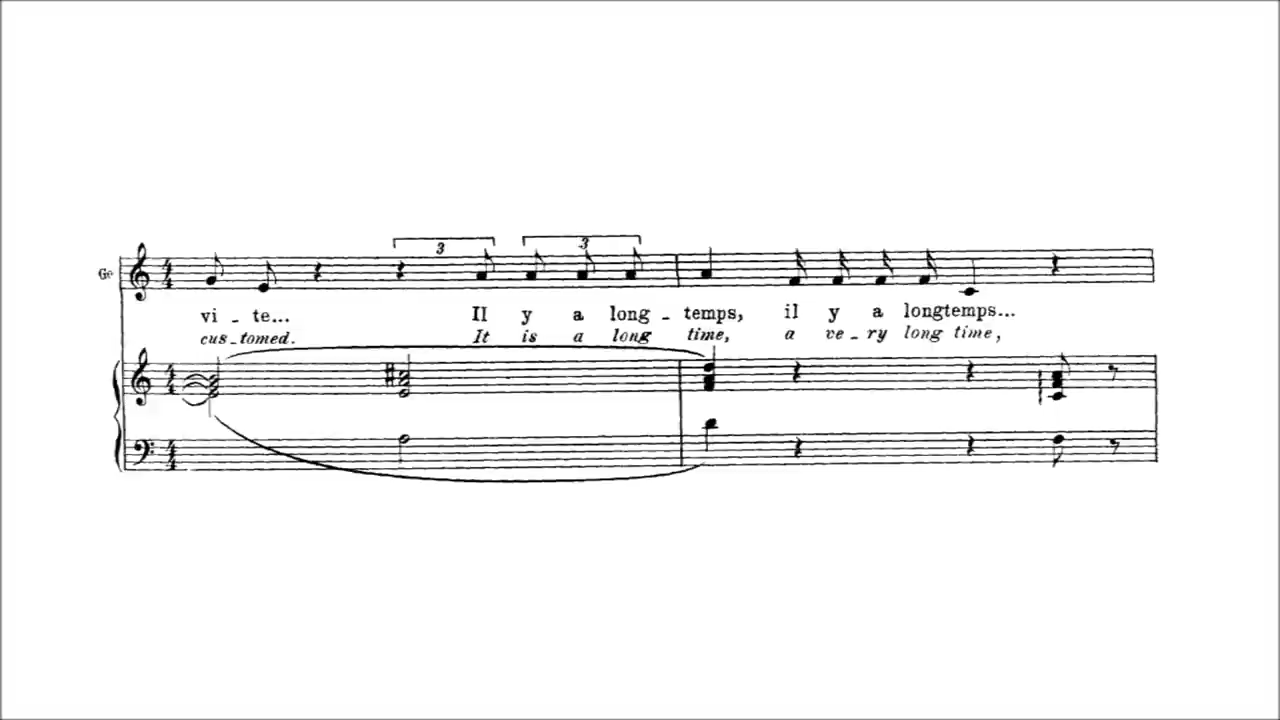 3 3
Ge
vi - te... Il y a long - temps, il y a longtemps...
cus - tomed. It is a long time, a ve - ry long time,